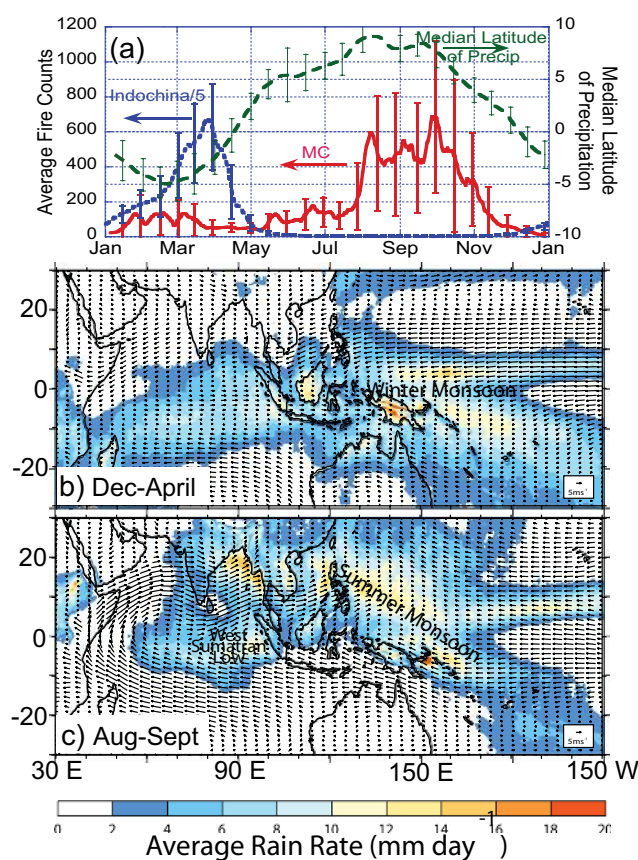 (a)
1200
1000
800
600
400
200
0
Average Fire Counts
Indochina/5
MC
Median Latitude
of Precip
10
5
0
-5
-10
Median Latitude
of Precipitation
Jan Mar May Jul Sep Nov Jan
20
0
-20
Winter Monsoon
b) Dec-April
5ms⁻¹
20
0
-20
Summer Monsoon
West
Sumatran
Low
c) Aug-Sept
5ms⁻¹
30 E 90 E 150 E 150 W
0 2 4 6 8 10 12 14 16 18 20
Average Rain Rate (mm day⁻¹)